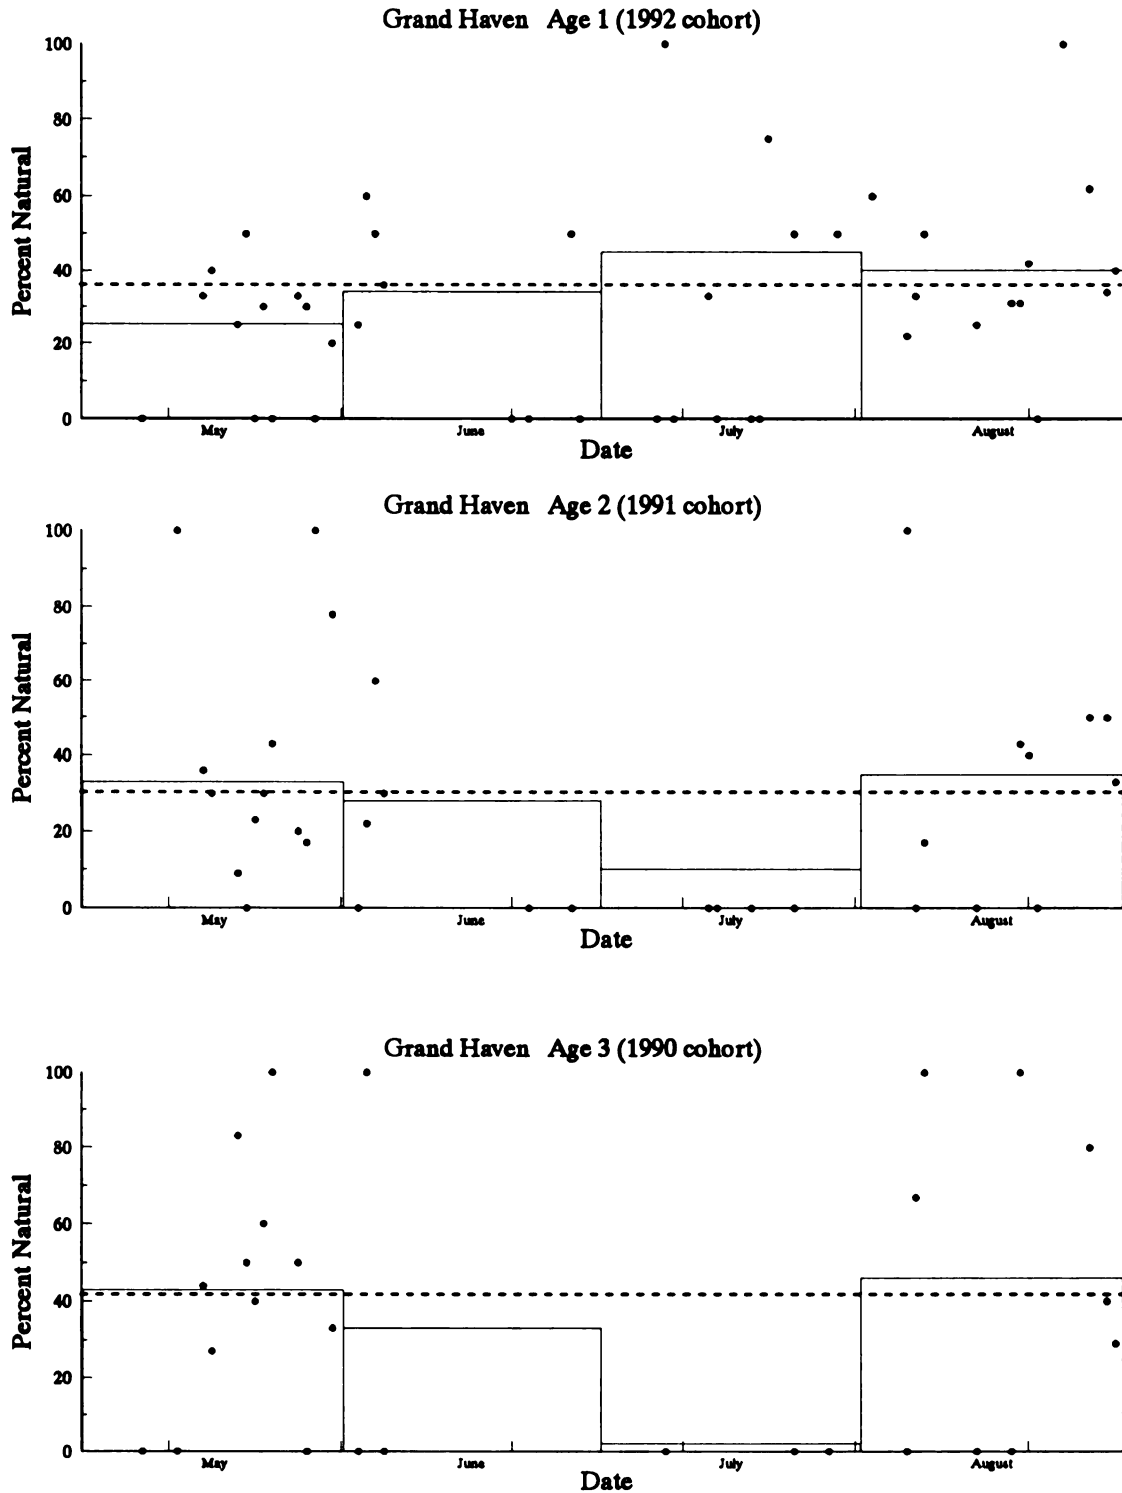 Grand Haven Age 1 (1992 cohort)
100
80
60
40
20
0
Percent Natural
May June July August
Date
Grand Haven Age 2 (1991 cohort)
100
80
60
40
20
0
Percent Natural
May June July August
Date
Grand Haven Age 3 (1990 cohort)
100
80
60
40
20
0
Percent Natural
May June July August
Date